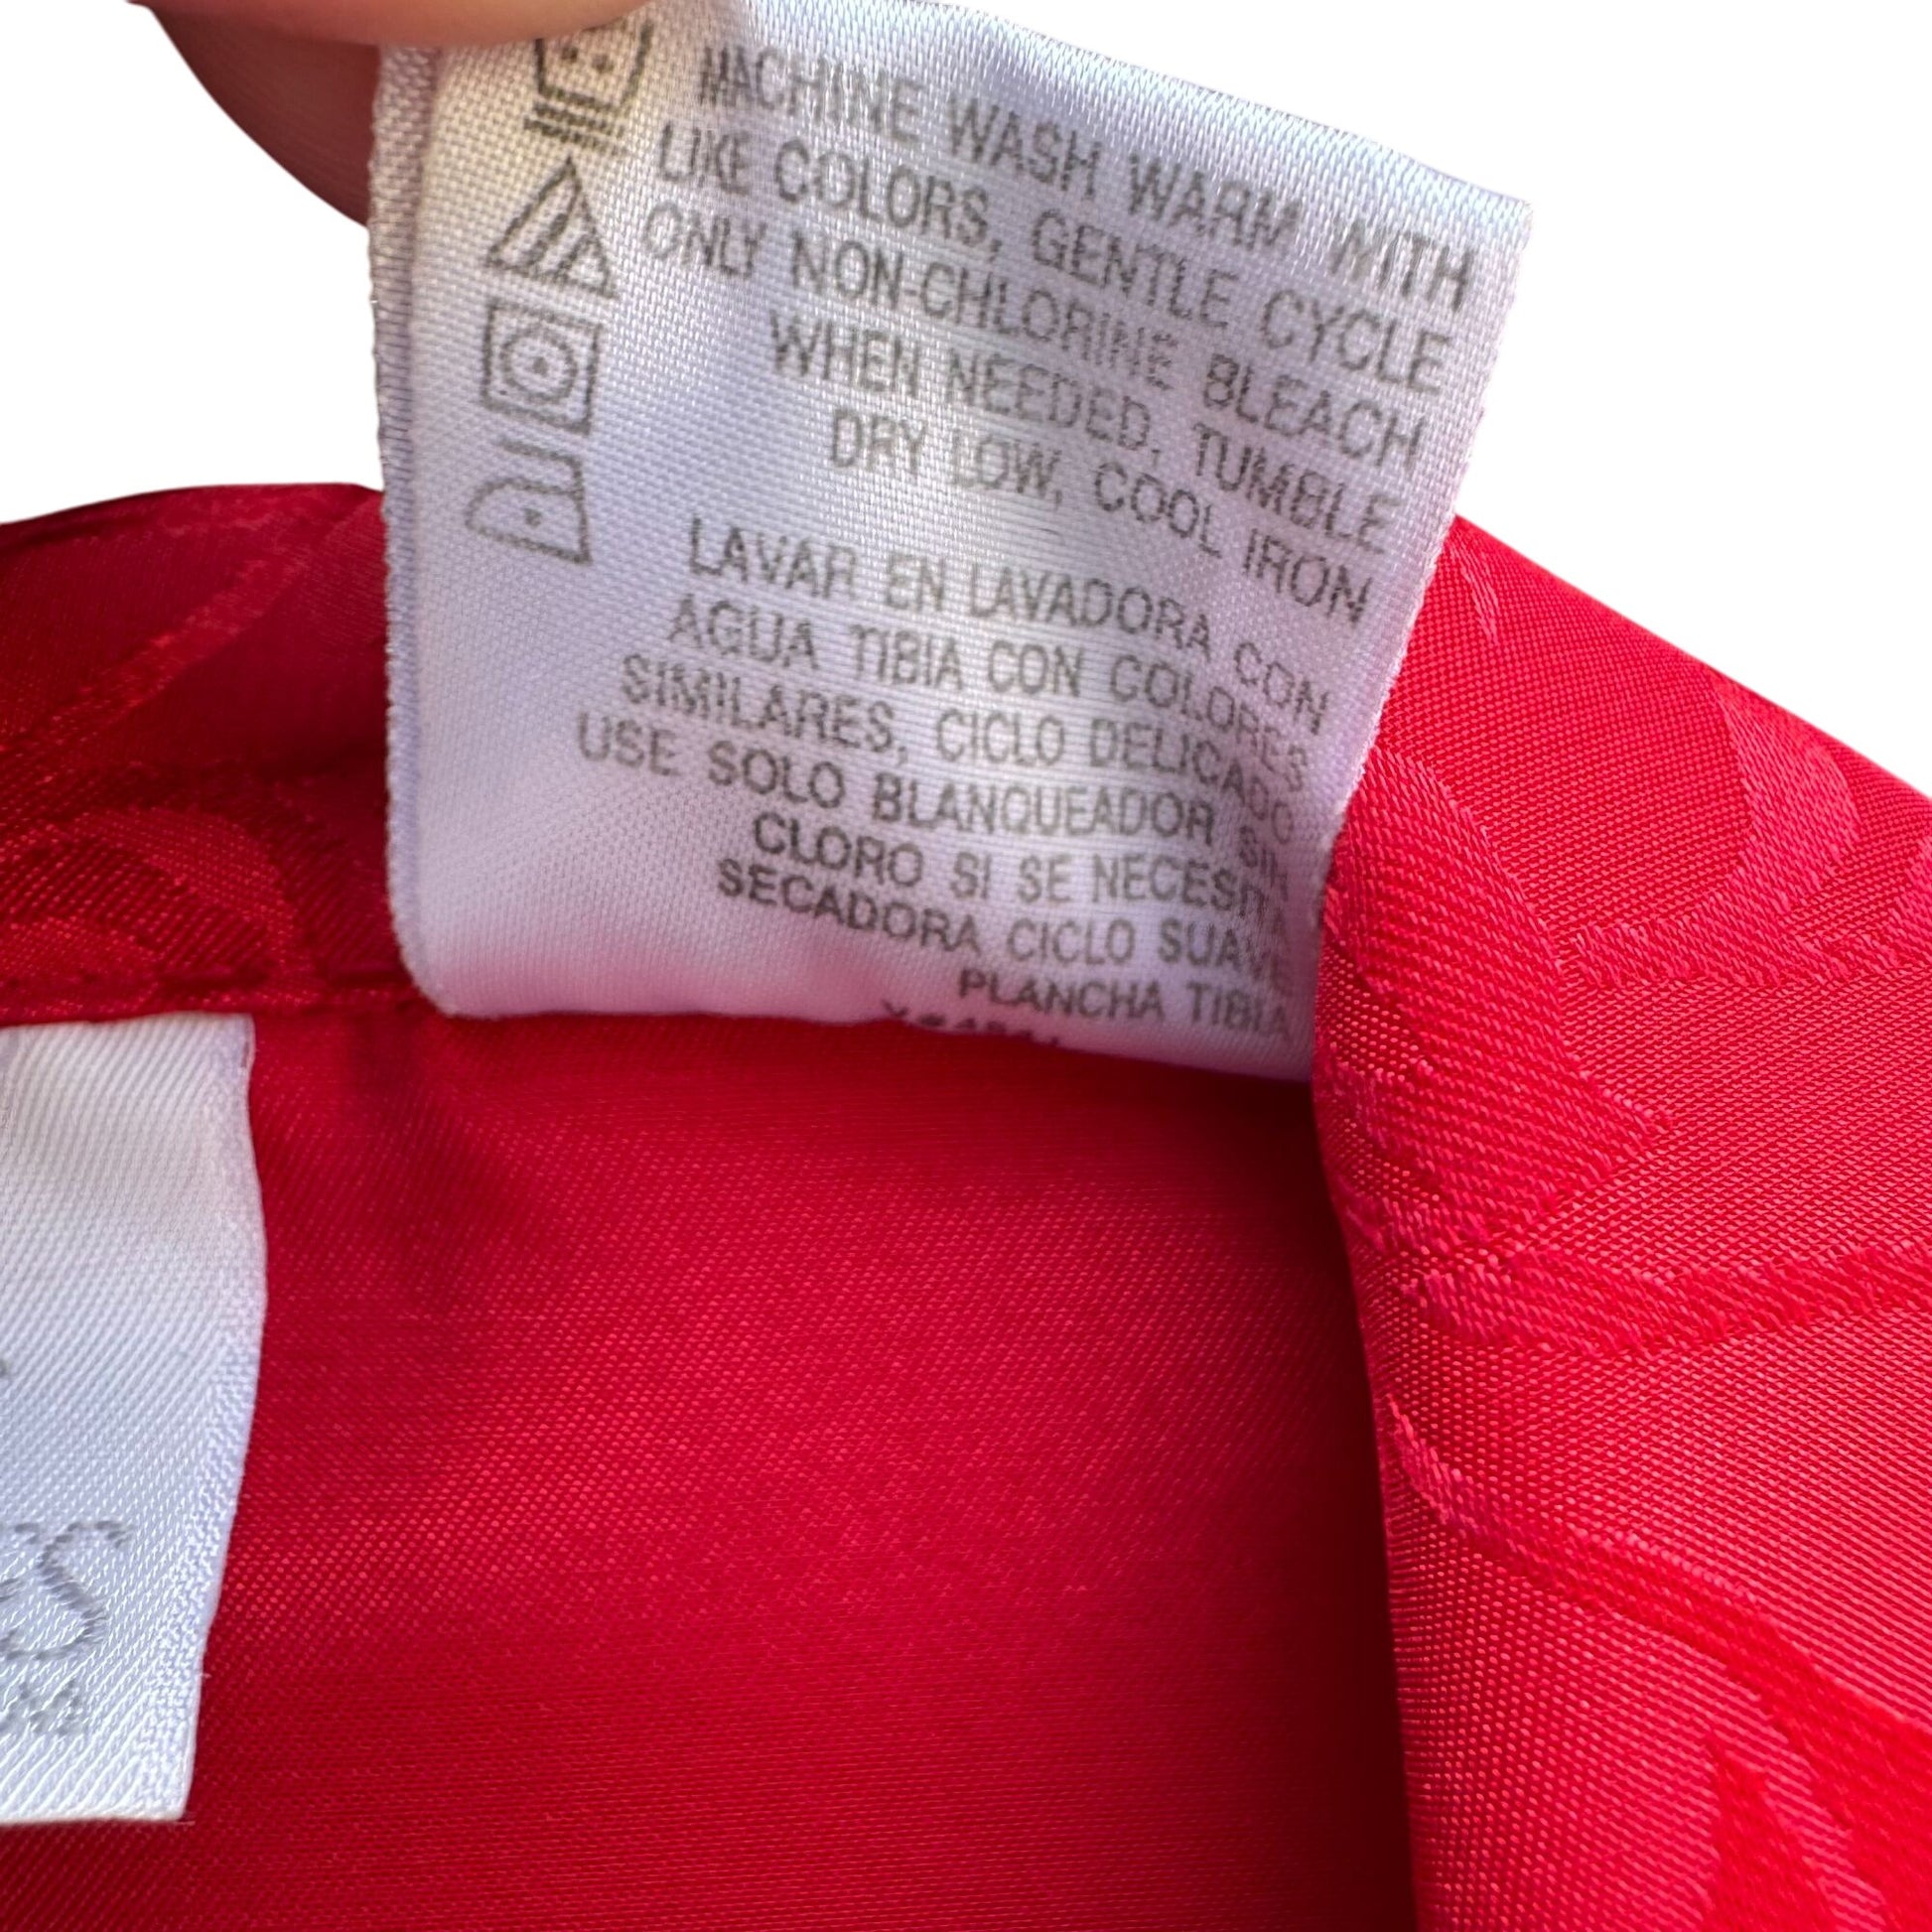 MACHINE WASH WARM WITH
LIKE COLORS, GENTLE CYCLE
ONLY NON-CHLORINE BLEACH
WHEN NEEDED, TUMBLE
DRY LOW, COOL IRON
LAVAR EN LAVADORA CON
AGUA TIBIA CON COLORES
SIMILARES, CICLO DELICADO
USE SOLO BLANQUEADOR SIN
CLORO SI SE NECESITA
SECADORA CICLO SUAVE
PLANCHA TIBIA